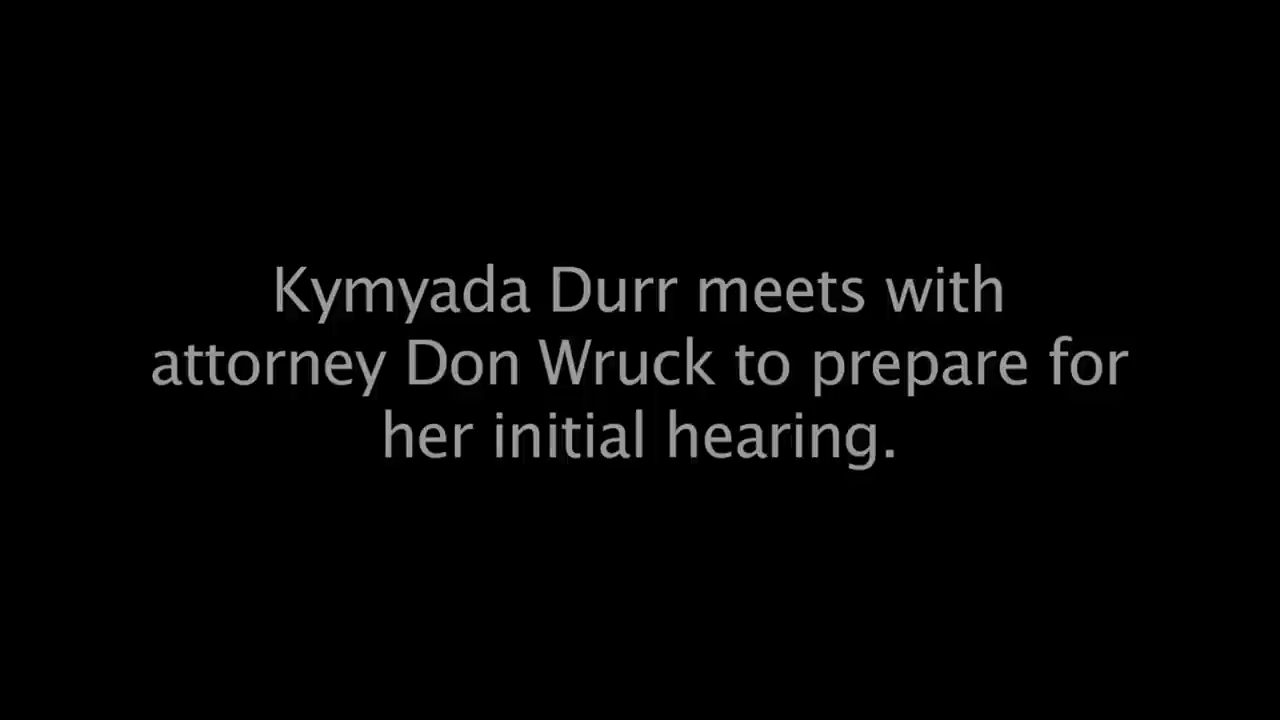 Kymyada Durr meets with
attorney Don Wruck to prepare for
her initial hearing.